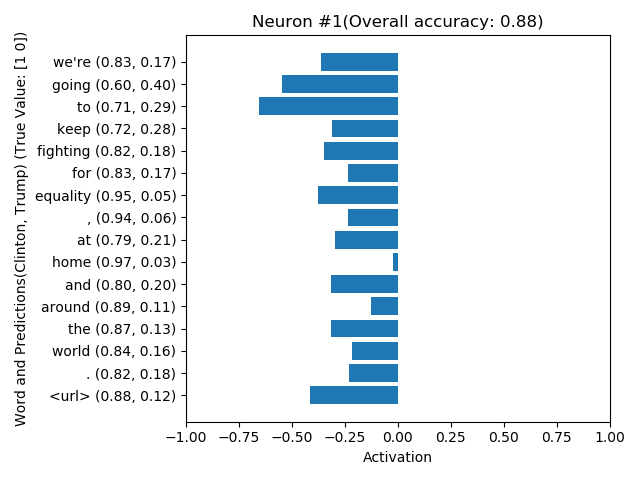 Neuron #1(Overall accuracy: 0.88)
Word and Predictions(Clinton, Trump) (True Value: [1 0])
we're (0.83, 0.17)
going (0.60, 0.40)
to (0.71, 0.29)
keep (0.72, 0.28)
fighting (0.82, 0.18)
for (0.83, 0.17)
equality (0.95, 0.05)
, (0.94, 0.06)
at (0.79, 0.21)
home (0.97, 0.03)
and (0.80, 0.20)
around (0.89, 0.11)
the (0.87, 0.13)
world (0.84, 0.16)
. (0.82, 0.18)
<url> (0.88, 0.12)
−1.00 −0.75 −0.50 −0.25 0.00 0.25 0.50 0.75 1.00
Activation